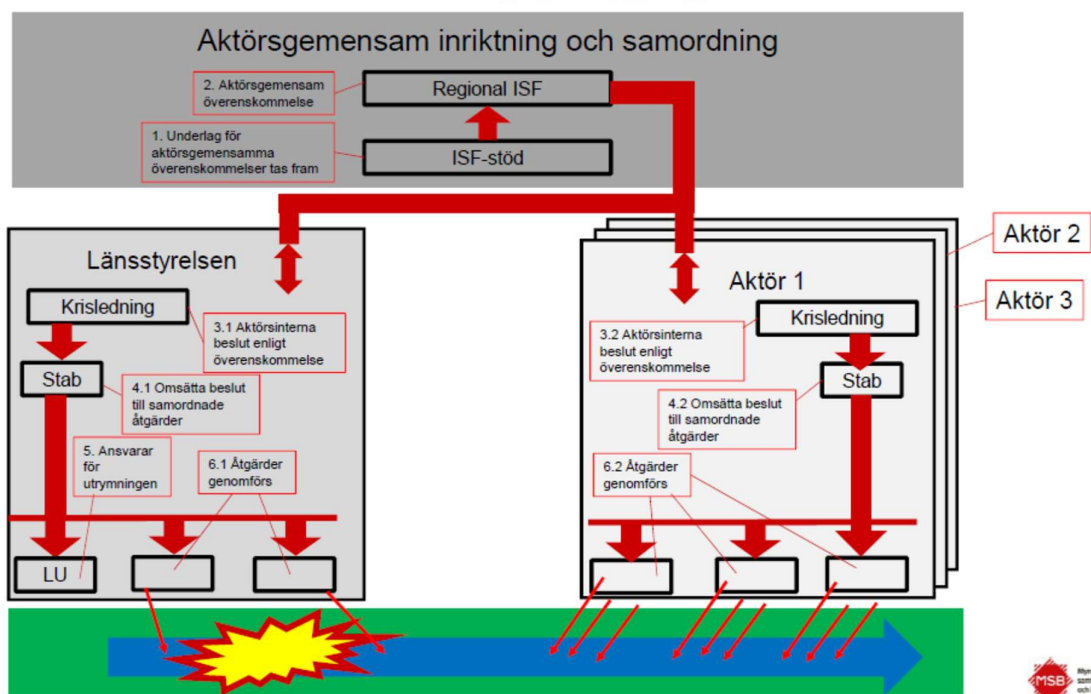 Aktörsgemensam inriktning och samordning
2. Aktörsgemensam
överenskommelse
Regional ISF
1. Underlag för
aktörsgemensamma
överenskommelser tas fram
ISF-stöd
Länsstyrelsen
Krisledning
3.1 Aktörsinterna
beslut enligt
överenskommelse
Stab
4.1 Omsätta beslut
till samordnade
åtgärder
5. Ansvarar
för
utrymningen
6.1 Åtgärder
genomförs
LU
Aktör 2
Aktör 3
Aktör 1
Krisledning
3.2 Aktörsinterna
beslut enligt
överenskommelse
Stab
4.2 Omsätta beslut
till samordnade
åtgärder
6.2 Åtgärder
genomförs
MSB